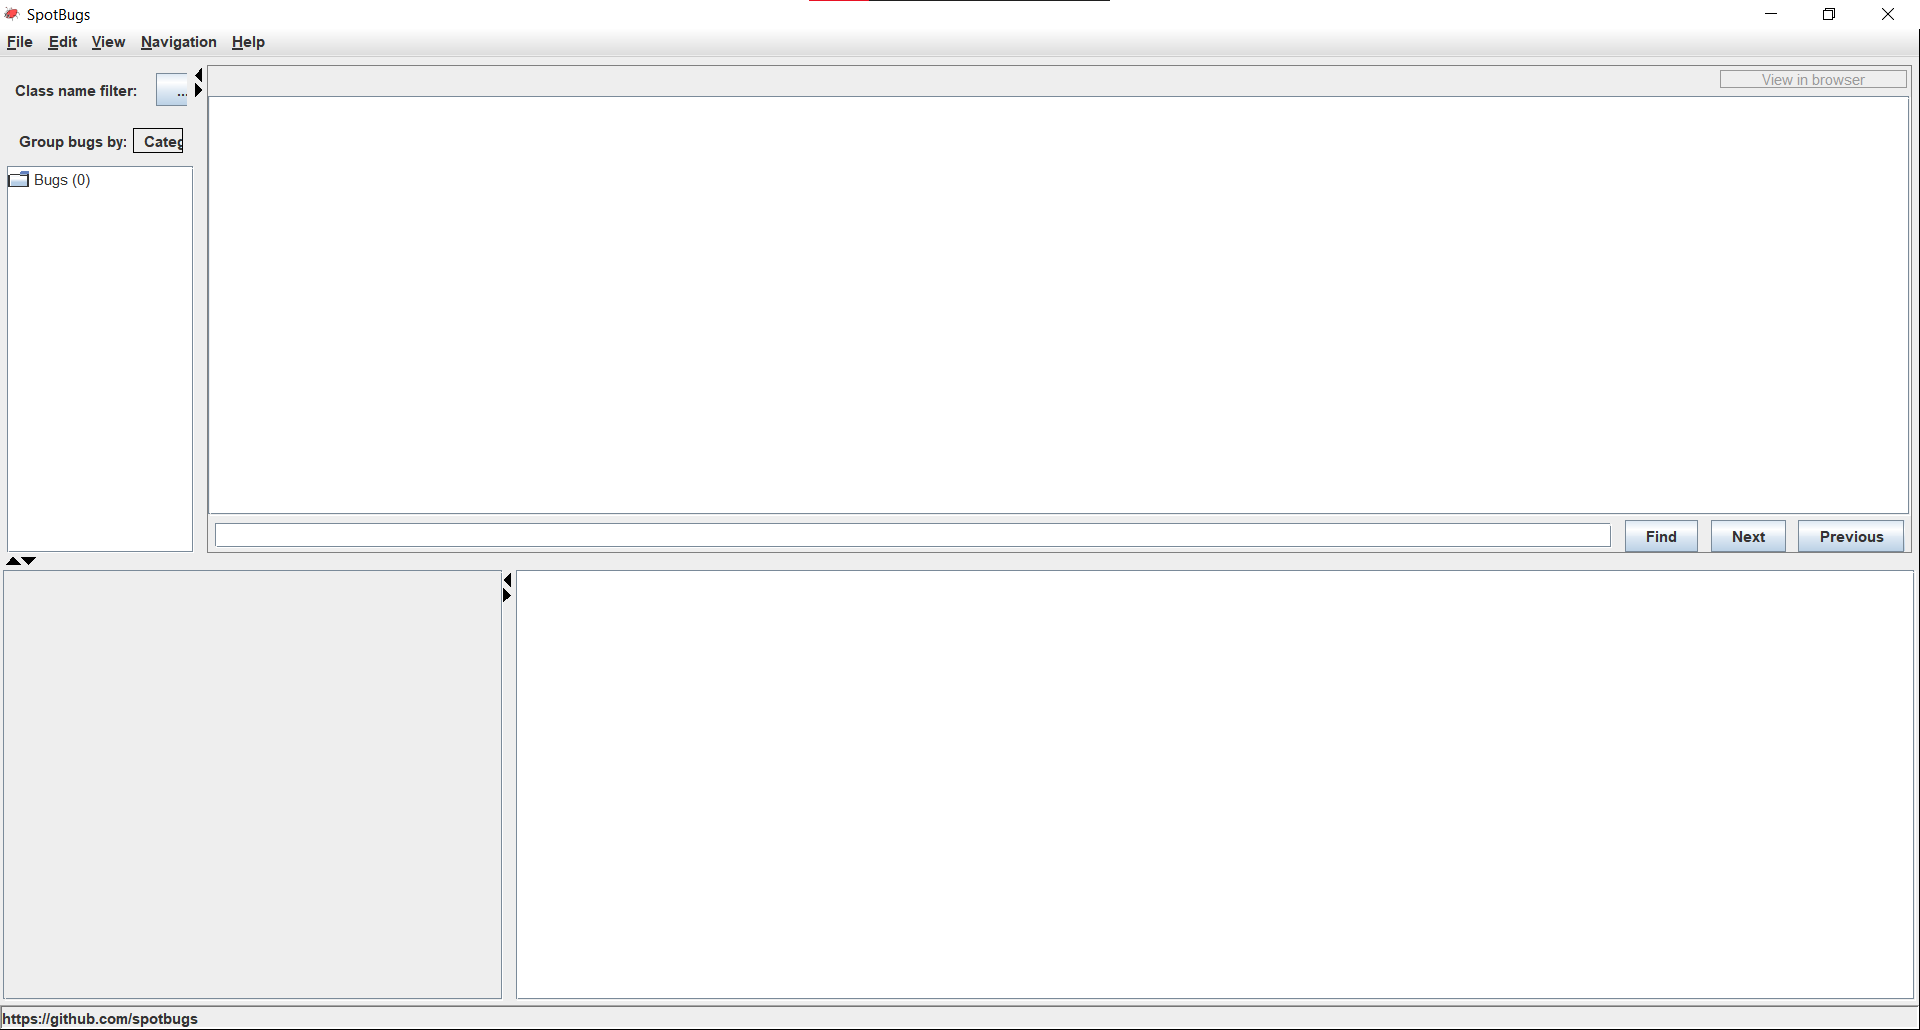 SpotBugs
File Edit View Navigation Help
Class name filter: ...
View in browser
Group bugs by: Categ
Bugs (0)
Find Next Previous
https://github.com/spotbugs